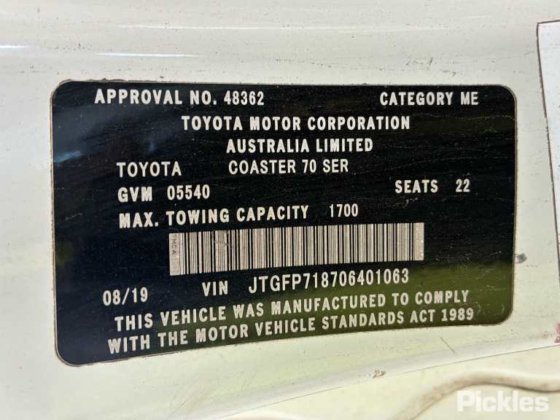 APPROVAL NO. 48362 CATEGORY ME
TOYOTA MOTOR CORPORATION
AUSTRALIA LIMITED
TOYOTA COASTER 70 SER
GVM 05540 SEATS 22
MAX. TOWING CAPACITY 1700
08/19 VIN JTGFP718706401063
THIS VEHICLE WAS MANUFACTURED TO COMPLY
WITH THE MOTOR VEHICLE STANDARDS ACT 1989
Pickles